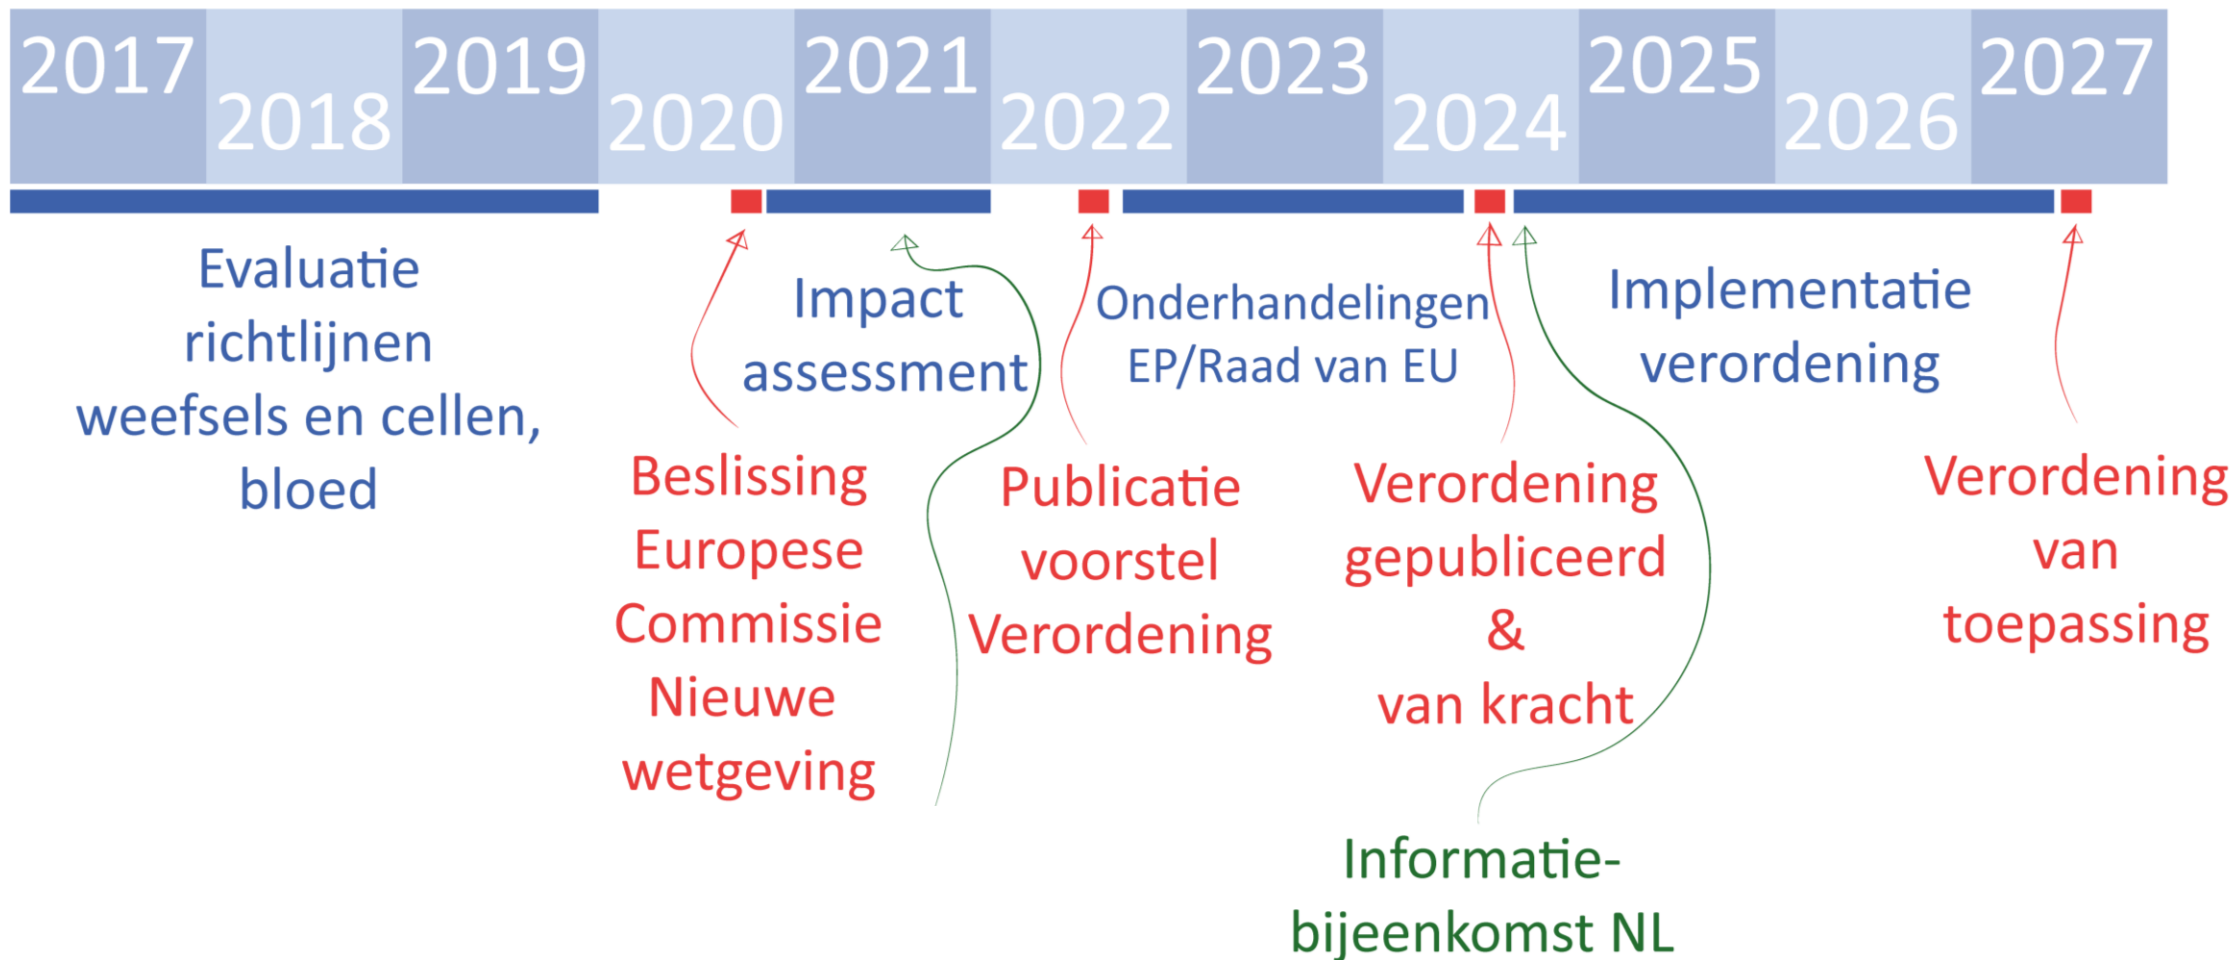 2017
2018
2019
2020
2021
2022
2023
2024
2025
2026
2027
Evaluatie
richtlijnen
weefsels en cellen,
bloed
Beslissing
Europese
Commissie
Nieuwe
wetgeving
Impact
assessment
Publicatie
voorstel
Verordening
Onderhandelingen
EP/Raad van EU
Verordening
gepubliceerd
&
van kracht
Informatie-
bijeenkomst NL
Implementatie
verordening
Verordening
van
toepassing